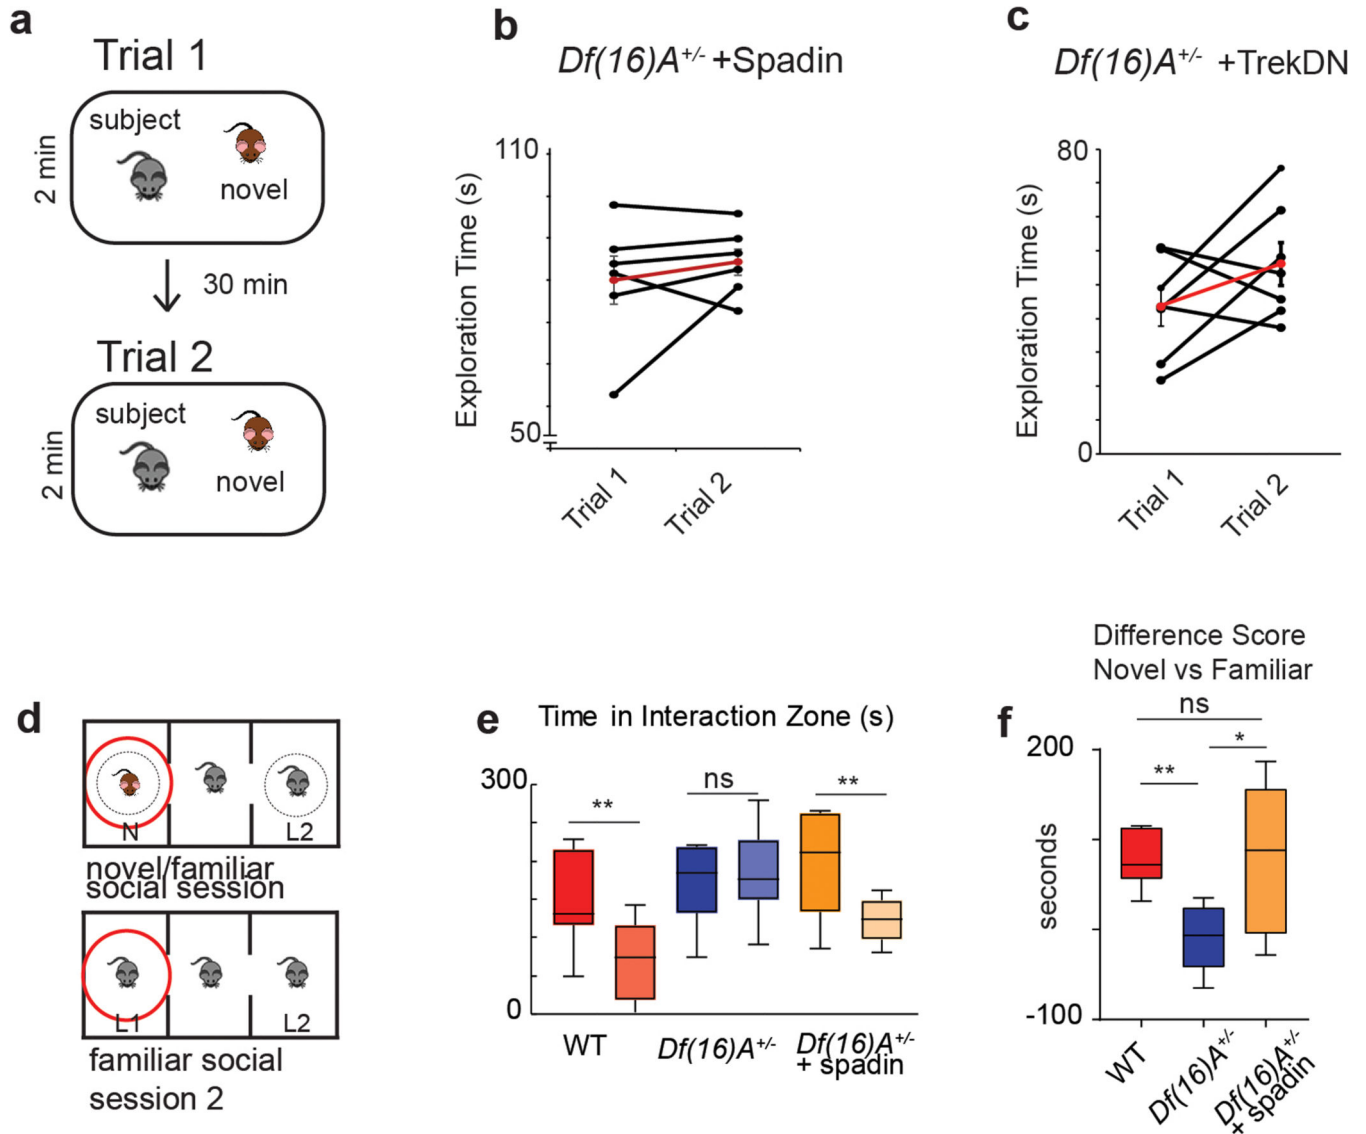 a
Trial 1
subject
novel
2 min
30 min
Trial 2
subject
novel
2 min
b
Df(16)A+/- +Spadin
Exploration Time (s)
110
50
Trial 1
Trial 2
c
Df(16)A+/- +TrekDN
Exploration Time (s)
80
0
Trial 1
Trial 2
d
N
L2
novel/familiar
social session
L1
L2
familiar social
session 2
e
Time in Interaction Zone (s)
300
0
**
ns
**
WT
Df(16)A+/-
Df(16)A+/-
+ spadin
f
Difference Score
Novel vs Familiar
ns
*
**
200
-100
seconds
WT
Df(16)A+/-
Df(16)A+/-
+ spadin